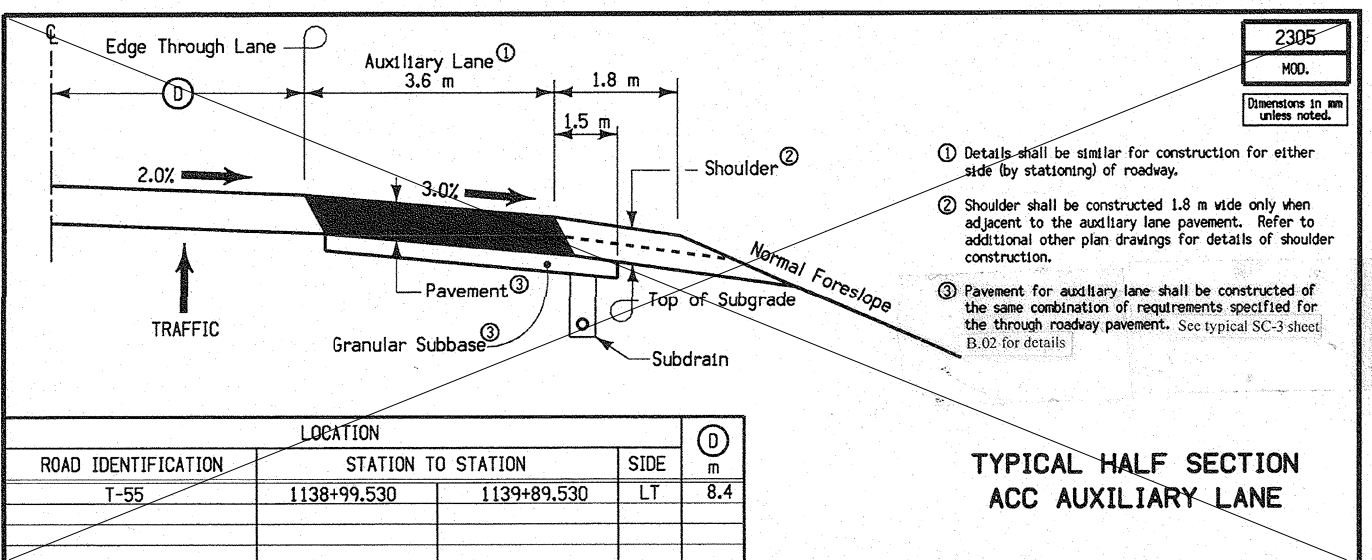 ℄
Edge Through Lane
Auxiliary Lane ①
3.6 m
1.8 m
D
1.5 m
2.0%
3.0%
Shoulder ②
Normal Foreslope
Pavement ③
Top of Subgrade
TRAFFIC
Granular Subbase ③
Subdrain
2305
MOD.
Dimensions in mm
unless noted.
① Details shall be similar for construction for either
side (by stationing) of roadway.
② Shoulder shall be constructed 1.8 m wide only when
adjacent to the auxiliary lane pavement. Refer to
additional other plan drawings for details of shoulder
construction.
③ Pavement for auxiliary lane shall be constructed of
the same combination of requirements specified for
the through roadway pavement. See typical SC-3 sheet
B.02 for details
LOCATION
D
m
ROAD IDENTIFICATION STATION TO STATION SIDE
T-55 1138+99.530 1139+89.530 LT 8.4
TYPICAL HALF SECTION
ACC AUXILIARY LANE